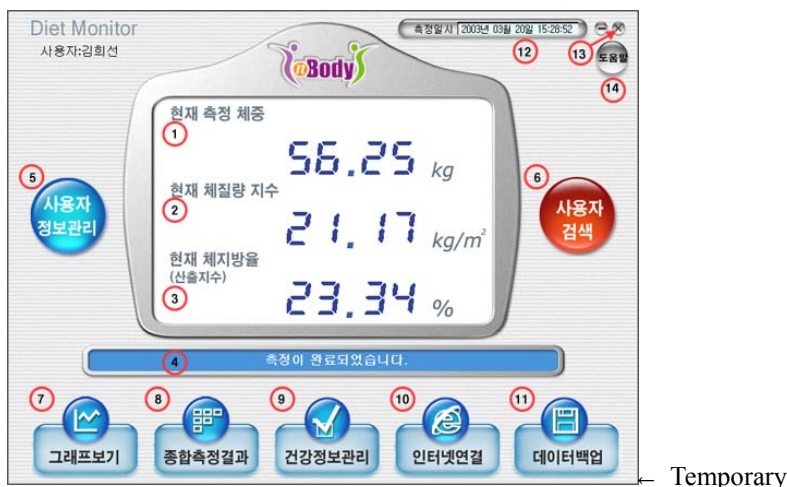 Diet Monitor
사용자:김희선
측정일시 2003년 03월 20일 15:28:52
12
13
도움말
14
inBody
현재 측정 체중
1
56.25 kg
5
사용자
정보관리
현재 체질량 지수
2
21.17 kg/m²
6
사용자
검색
현재 체지방율
(산출지수)
3
23.34 %
4
측정이 완료되었습니다.
7
8
9
10
11
그래프보기
종합측정결과
건강정보관리
인터넷연결
데이터백업
← Temporary